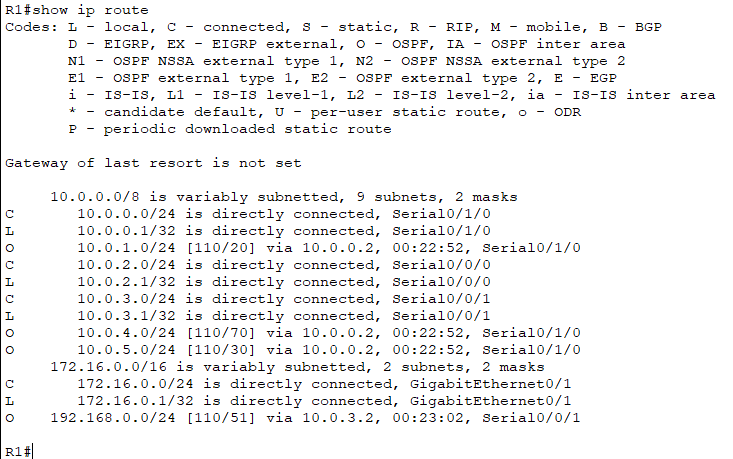 R1#show ip route
Codes: L - local, C - connected, S - static, R - RIP, M - mobile, B - BGP
       D - EIGRP, EX - EIGRP external, O - OSPF, IA - OSPF inter area
       N1 - OSPF NSSA external type 1, N2 - OSPF NSSA external type 2
       E1 - OSPF external type 1, E2 - OSPF external type 2, E - EGP
       i - IS-IS, L1 - IS-IS level-1, L2 - IS-IS level-2, ia - IS-IS inter area
       * - candidate default, U - per-user static route, o - ODR
       P - periodic downloaded static route

Gateway of last resort is not set

     10.0.0.0/8 is variably subnetted, 9 subnets, 2 masks
C       10.0.0.0/24 is directly connected, Serial0/1/0
L       10.0.0.1/32 is directly connected, Serial0/1/0
O       10.0.1.0/24 [110/20] via 10.0.0.2, 00:22:52, Serial0/1/0
C       10.0.2.0/24 is directly connected, Serial0/0/0
L       10.0.2.1/32 is directly connected, Serial0/0/0
C       10.0.3.0/24 is directly connected, Serial0/0/1
L       10.0.3.1/32 is directly connected, Serial0/0/1
O       10.0.4.0/24 [110/70] via 10.0.0.2, 00:22:52, Serial0/1/0
O       10.0.5.0/24 [110/30] via 10.0.0.2, 00:22:52, Serial0/1/0
     172.16.0.0/16 is variably subnetted, 2 subnets, 2 masks
C       172.16.0.0/24 is directly connected, GigabitEthernet0/1
L       172.16.0.1/32 is directly connected, GigabitEthernet0/1
O    192.168.0.0/24 [110/51] via 10.0.3.2, 00:23:02, Serial0/0/1

R1#